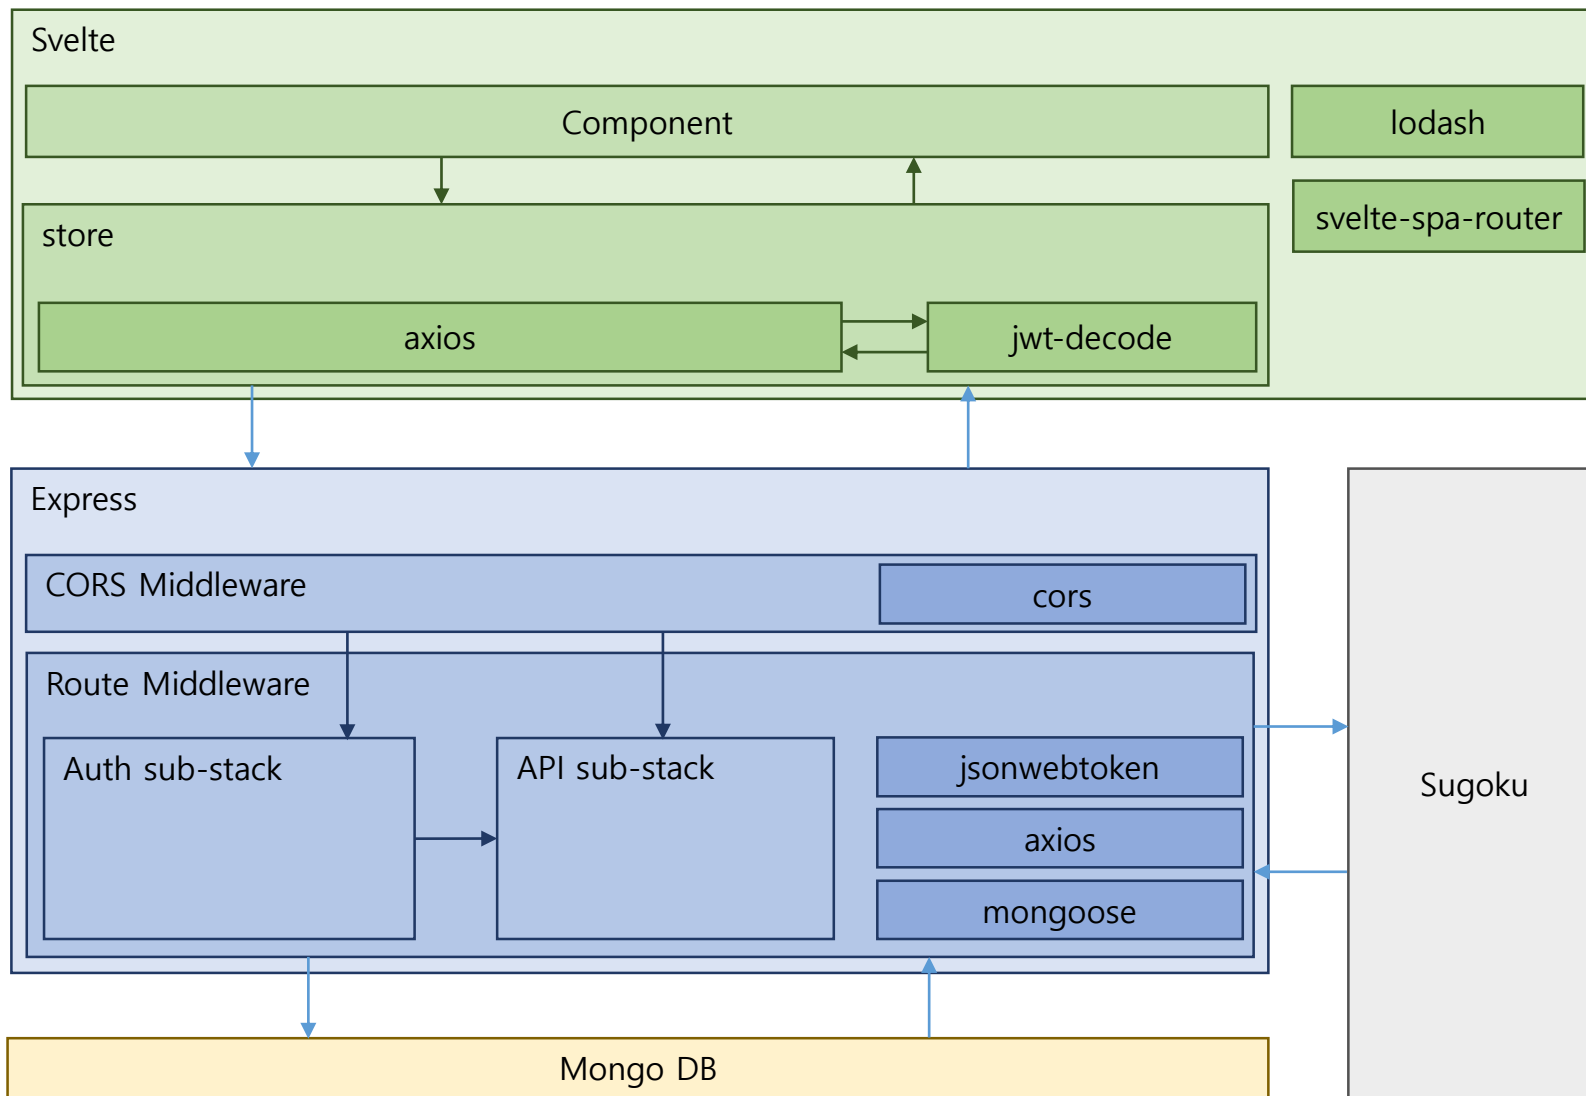 Svelte
Component
lodash
svelte-spa-router
store
axios
jwt-decode
Express
CORS Middleware
cors
Route Middleware
Auth sub-stack
API sub-stack
jsonwebtoken
axios
mongoose
Sugoku
Mongo DB